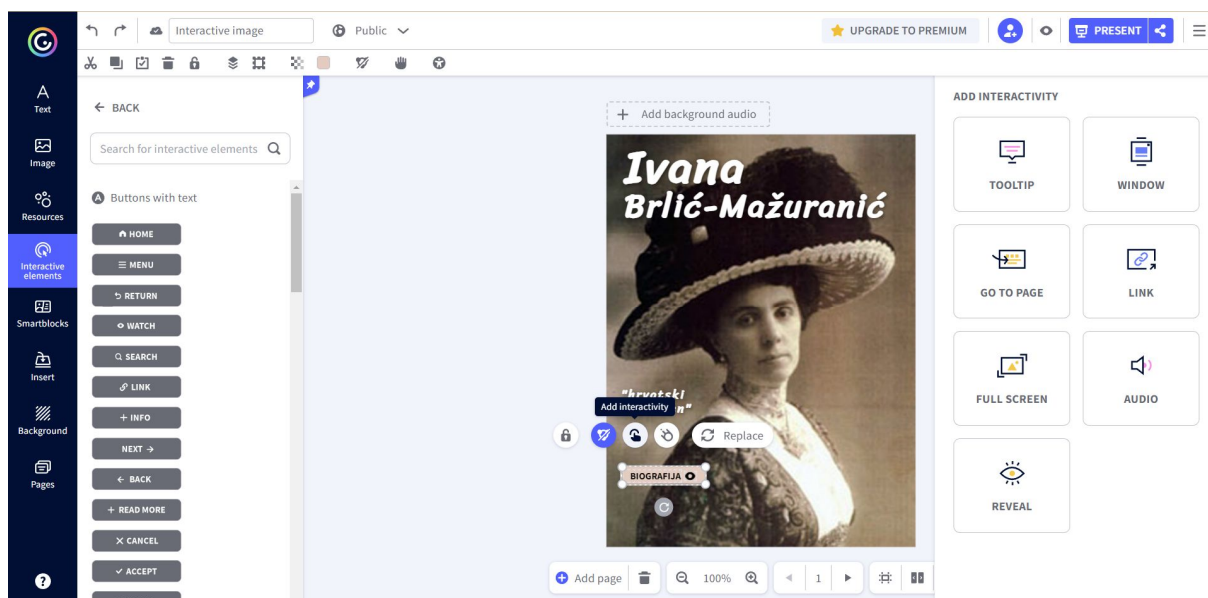 Interactive image
Public
UPGRADE TO PREMIUM
PRESENT
Text
Image
Resources
Interactive
elements
Smartblocks
Insert
Background
Pages
?
BACK
Search for interactive elements
A Buttons with text
HOME
MENU
RETURN
WATCH
SEARCH
LINK
+ INFO
NEXT →
← BACK
+ READ MORE
× CANCEL
✓ ACCEPT
+ Add background audio
Ivana
Brlić-Mažuranić
"hrvatski
n"
Add interactivity
Replace
BIOGRAFIJA
Add page
100%
1
ADD INTERACTIVITY
TOOLTIP
WINDOW
GO TO PAGE
LINK
FULL SCREEN
AUDIO
REVEAL